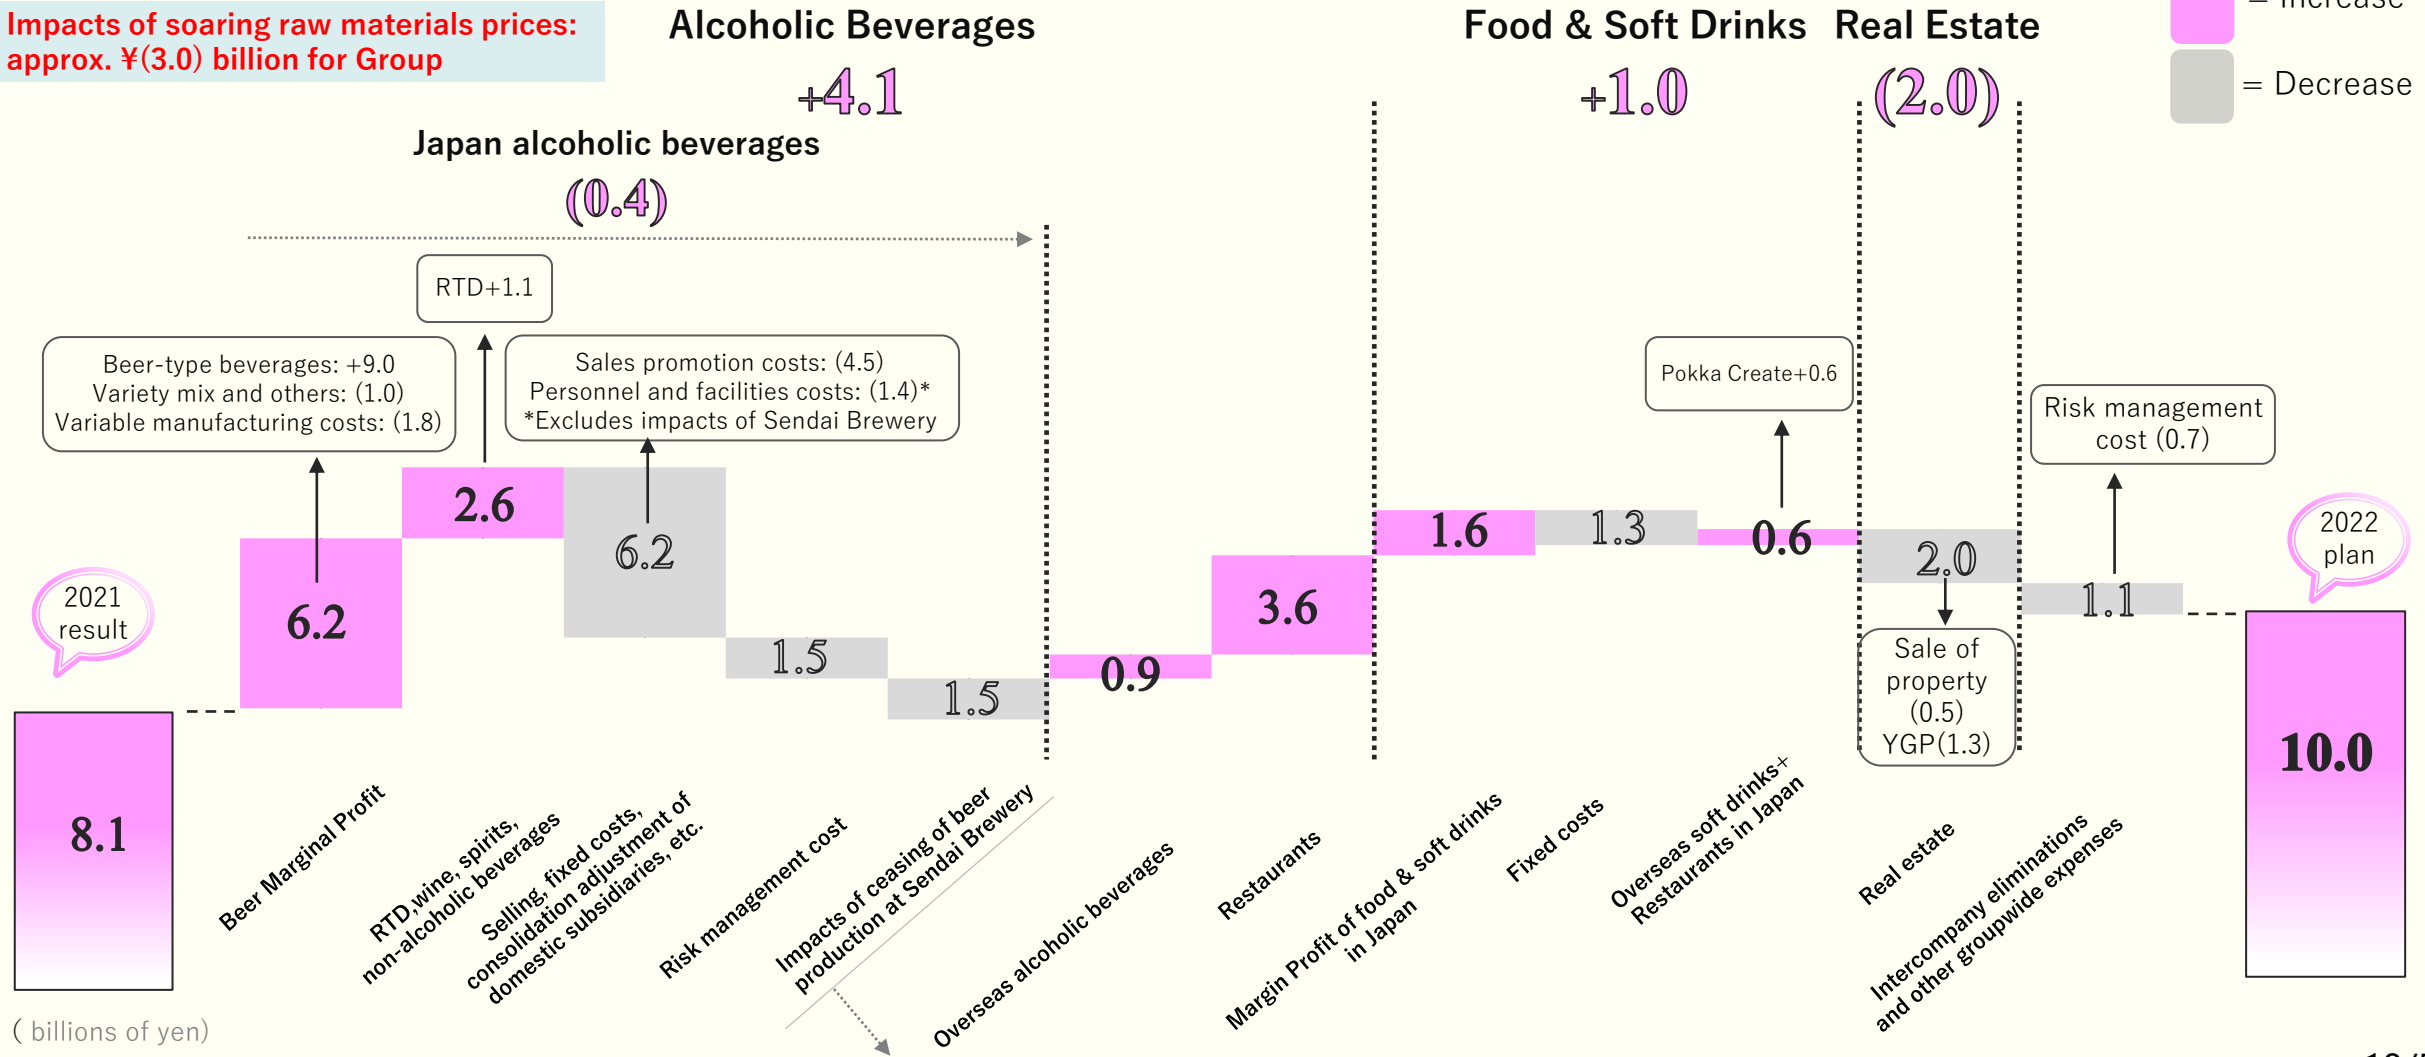 Impacts of soaring raw materials prices:
approx. ¥(3.0) billion for Group
Alcoholic Beverages
+4.1
Food & Soft Drinks
+1.0
Real Estate
(2.0)
= Increase
= Decrease
Japan alcoholic beverages
(0.4)
RTD+1.1
Beer-type beverages: +9.0
Variety mix and others: (1.0)
Variable manufacturing costs: (1.8)
Sales promotion costs: (4.5)
Personnel and facilities costs: (1.4)*
*Excludes impacts of Sendai Brewery
Pokka Create+0.6
Risk management
cost (0.7)
2021
result
8.1
6.2
2.6
6.2
1.5
1.5
0.9
3.6
1.6
1.3
0.6
2.0
Sale of
property
(0.5)
YGP(1.3)
1.1
2022
plan
10.0
Beer Marginal Profit
RTD,wine, spirits,
non-alcoholic beverages
Selling, fixed costs,
consolidation adjustment of
domestic subsidiaries, etc.
Risk management cost
Impacts of ceasing of beer
production at Sendai Brewery
Overseas alcoholic beverages
Restaurants
Margin Profit of food & soft drinks
in Japan
Fixed costs
Overseas soft drinks+
Restaurants in Japan
Real estate
Intercompany eliminations
and other groupwide expenses
( billions of yen)